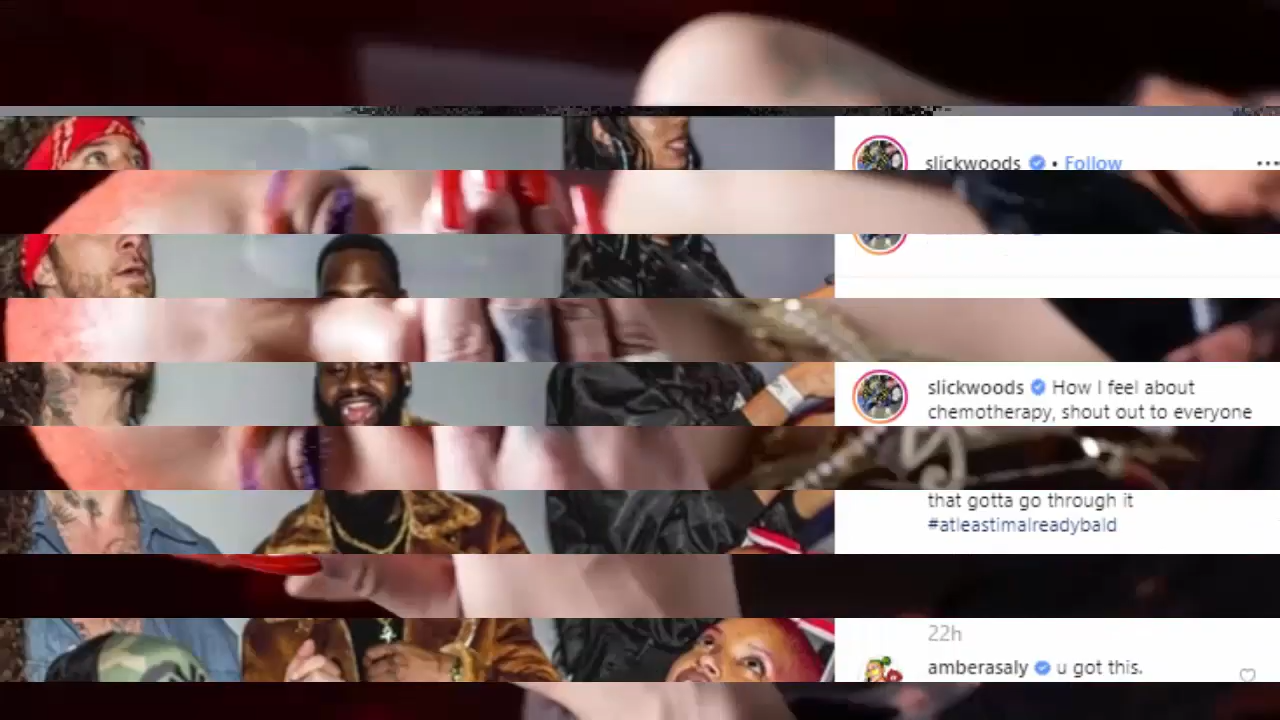 slickwoods • Follow
slickwoods How I feel about
chemotherapy, shout out to everyone
that gotta go through it
#atleastimalreadybald
22h
amberasaly u got this.